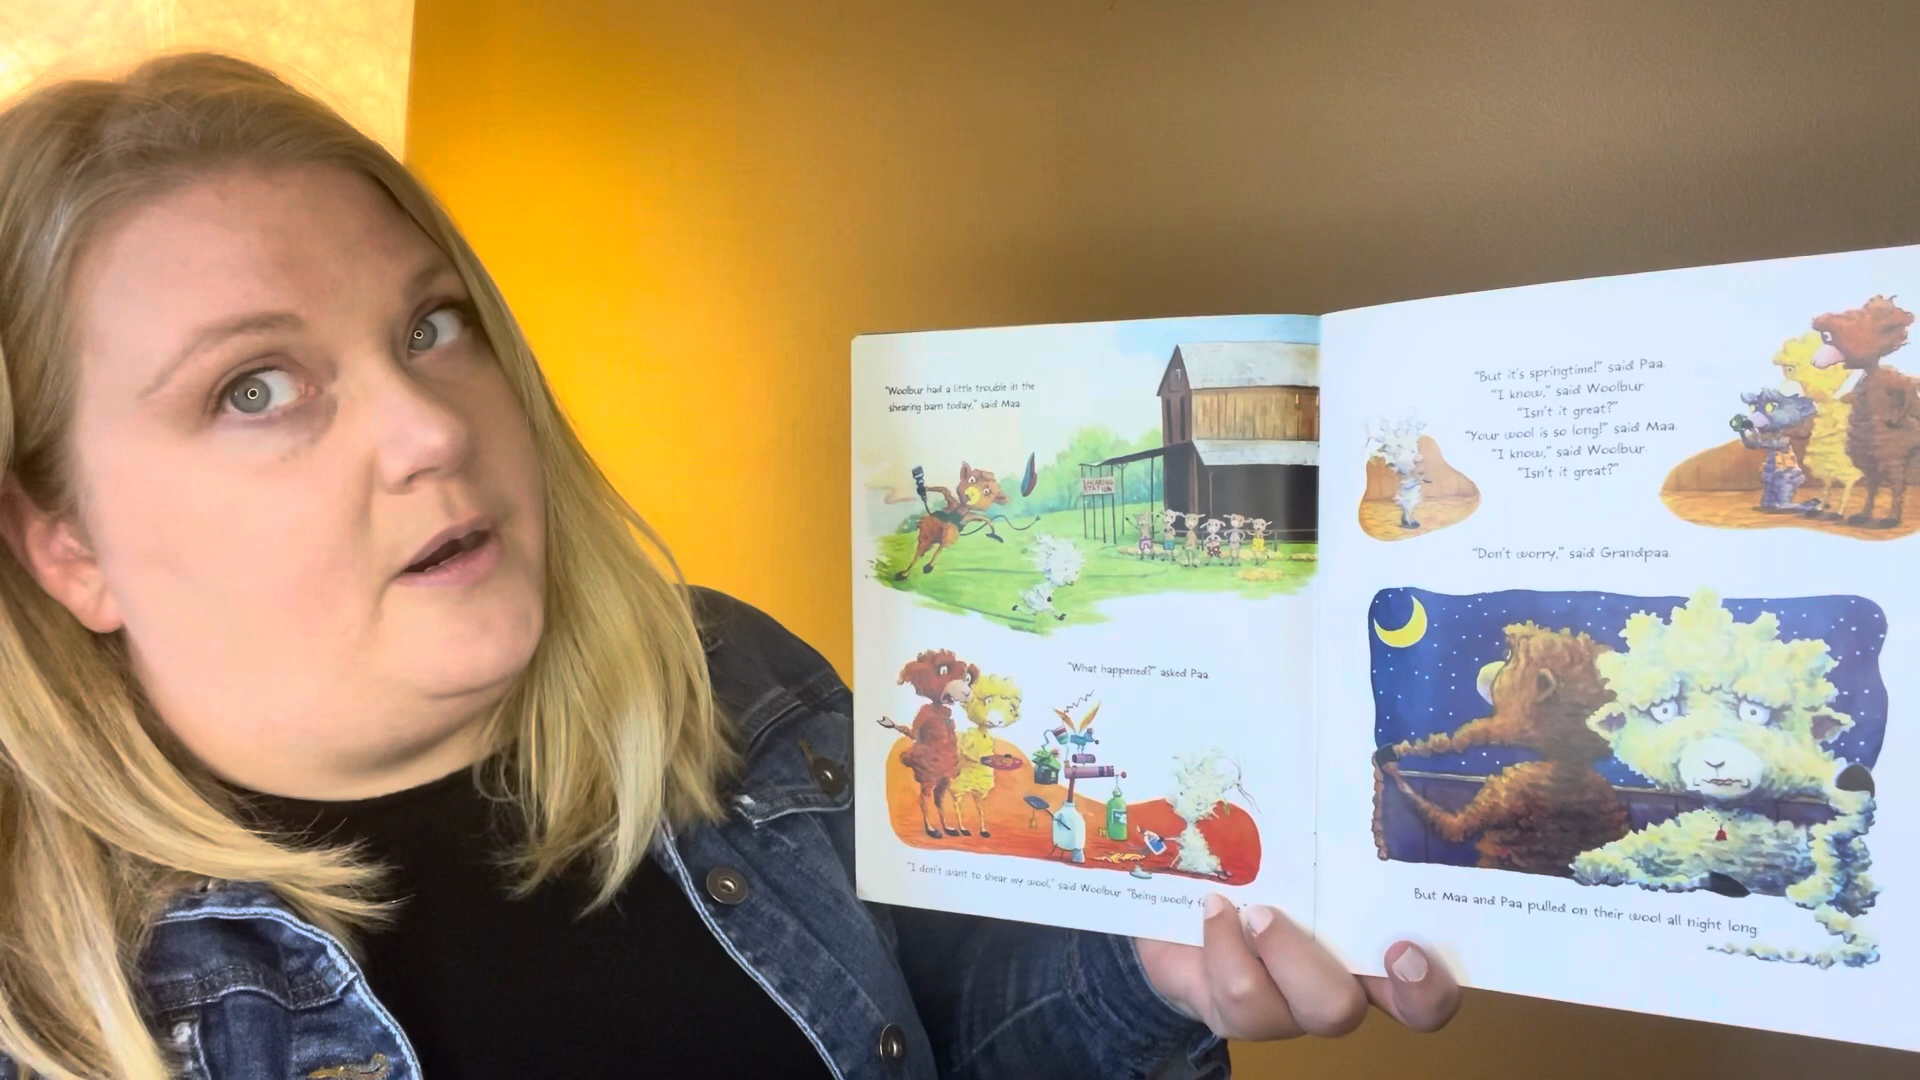 "Woolbur had a little trouble in the
shearing barn today," said Maa.
SHEARING
STATION
"What happened?" asked Paa.
"I don't want to shear my wool," said Woolbur. "Being woolly
"But it's springtime!" said Paa.
"I know," said Woolbur.
"Isn't it great?"
"Your wool is so long!" said Maa.
"I know," said Woolbur.
"Isn't it great?"
"Don't worry," said Grandpaa.
But Maa and Paa pulled on their wool all night long.